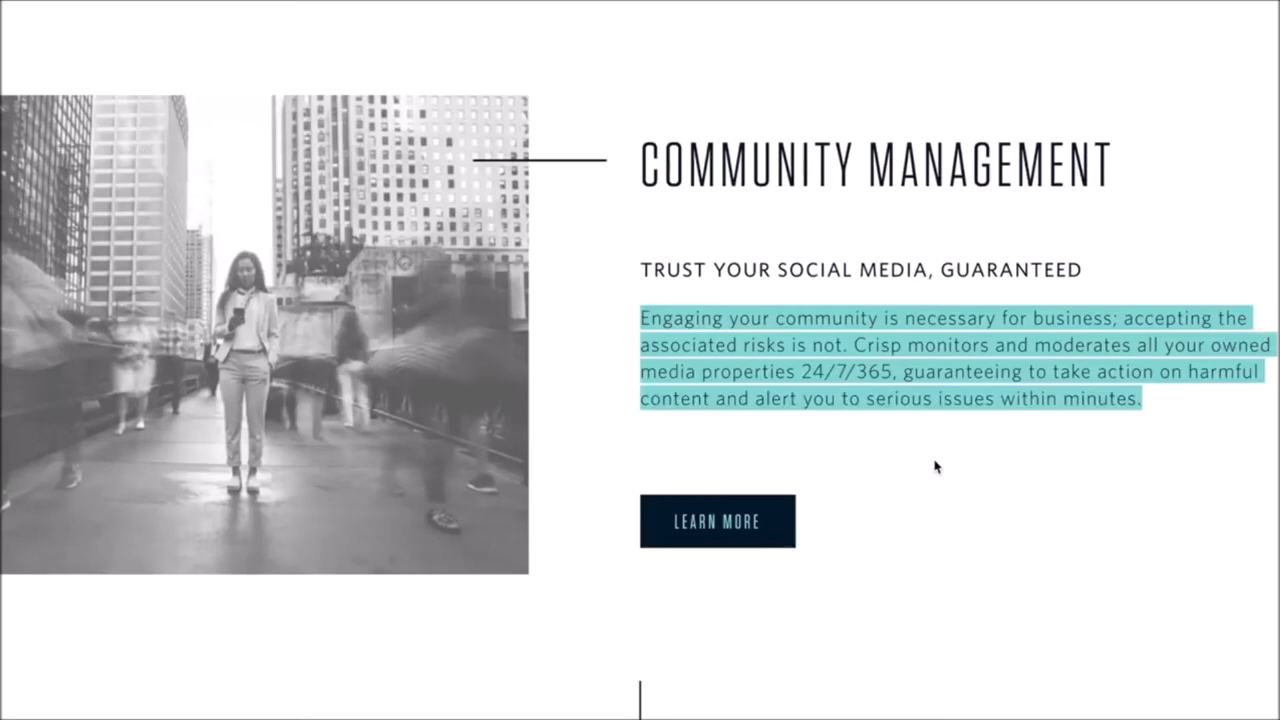 COMMUNITY MANAGEMENT
TRUST YOUR SOCIAL MEDIA, GUARANTEED
Engaging your community is necessary for business; accepting the
associated risks is not. Crisp monitors and moderates all your owned
media properties 24/7/365, guaranteeing to take action on harmful
content and alert you to serious issues within minutes.
LEARN MORE